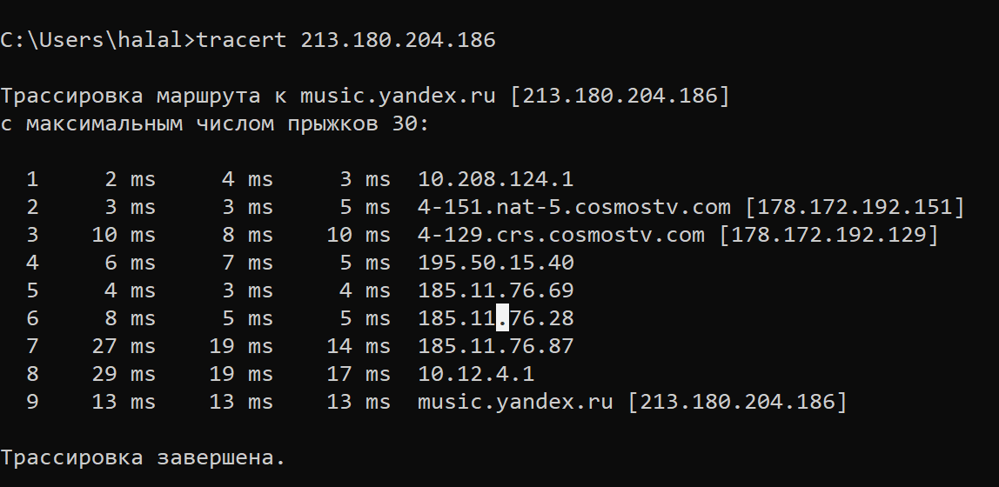 C:\Users\halal>tracert 213.180.204.186
Трассировка маршрута к music.yandex.ru [213.180.204.186]
с максимальным числом прыжков 30:
1 2 ms 4 ms 3 ms 10.208.124.1
2 3 ms 3 ms 5 ms 4-151.nat-5.cosmostv.com [178.172.192.151]
3 10 ms 8 ms 10 ms 4-129.crs.cosmostv.com [178.172.192.129]
4 6 ms 7 ms 5 ms 195.50.15.40
5 4 ms 3 ms 4 ms 185.11.76.69
6 8 ms 5 ms 5 ms 185.11.76.28
7 27 ms 19 ms 14 ms 185.11.76.87
8 29 ms 19 ms 17 ms 10.12.4.1
9 13 ms 13 ms 13 ms music.yandex.ru [213.180.204.186]
Трассировка завершена.